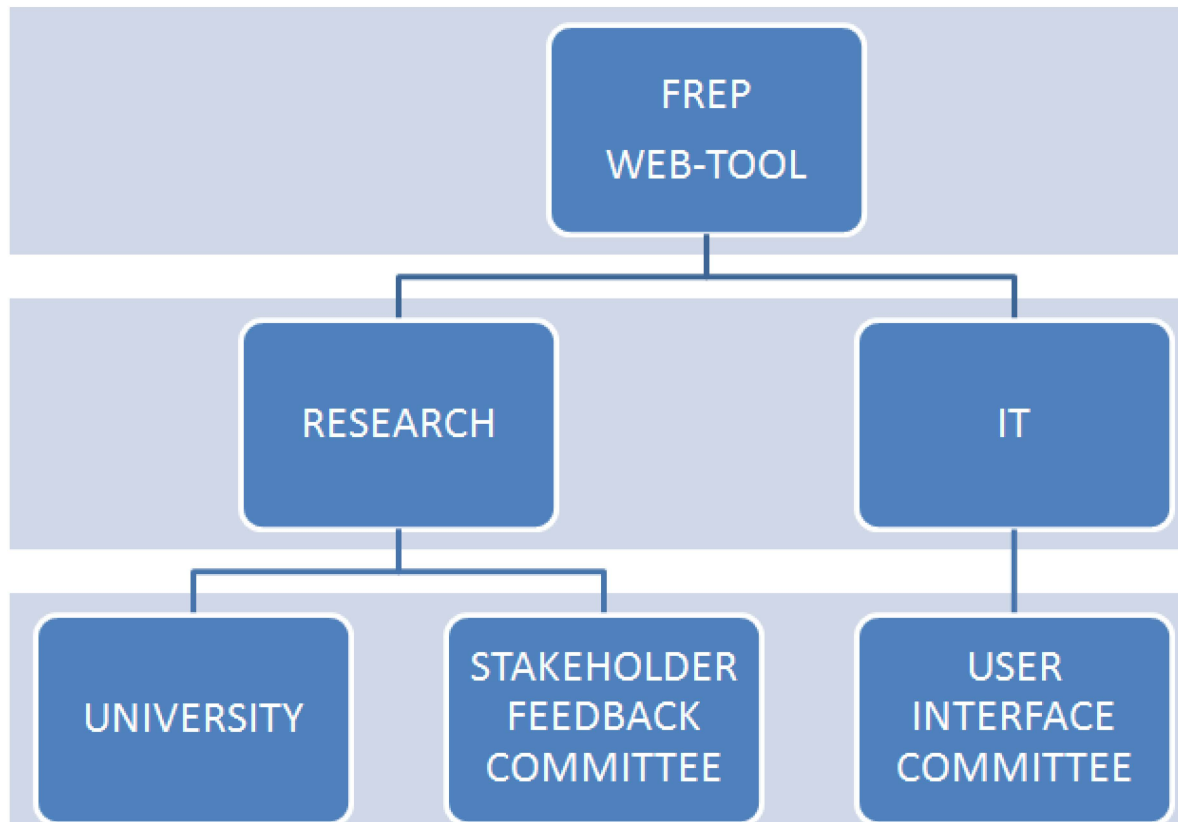 FREP
WEB-TOOL
RESEARCH
IT
UNIVERSITY
STAKEHOLDER
FEEDBACK
COMMITTEE
USER
INTERFACE
COMMITTEE